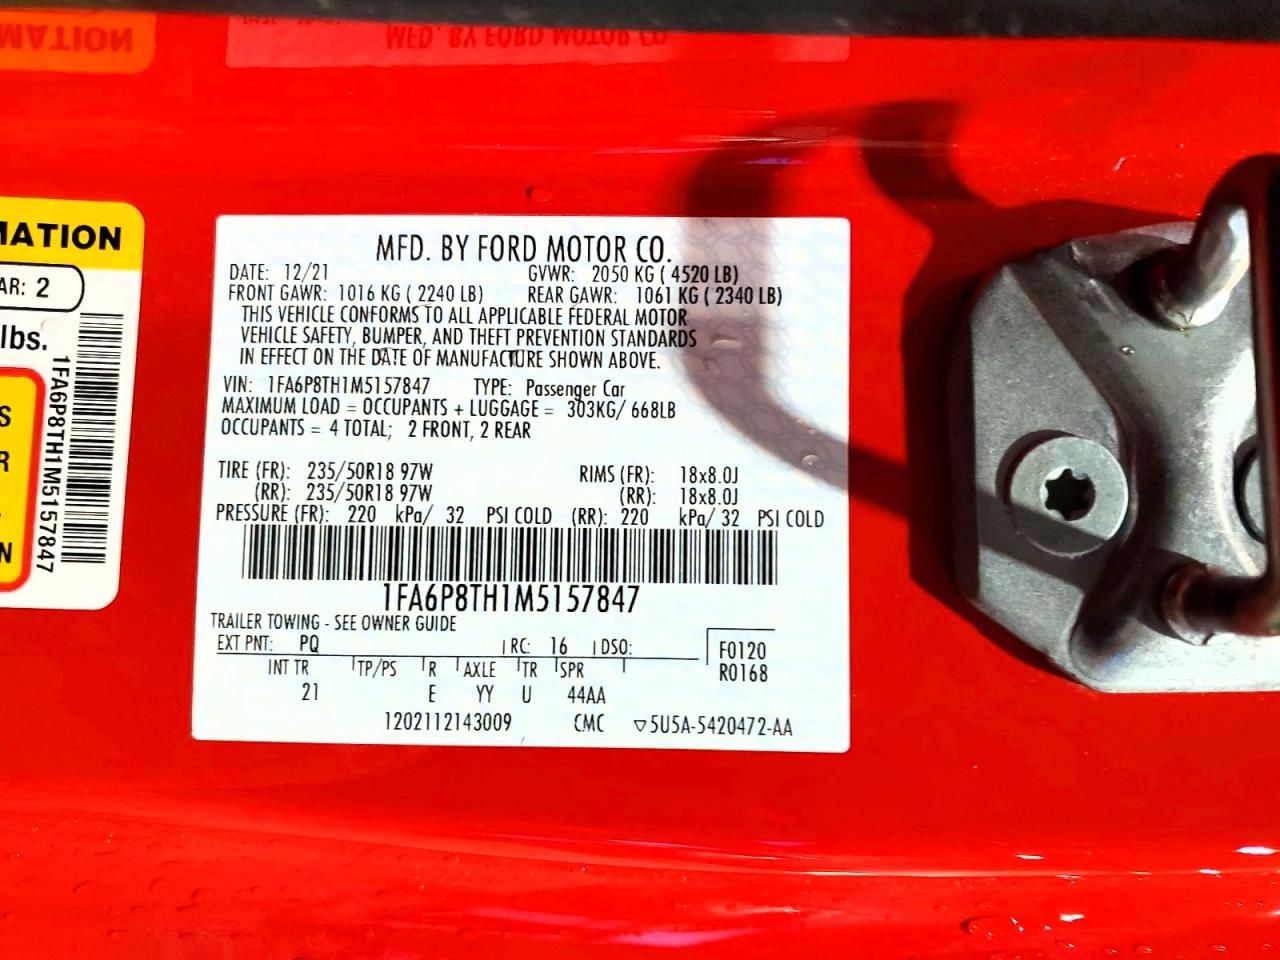 MATION
MFD. BY FORD MOTOR CO.
MATION
AR: 2
lbs.
1FA6P8TH1M5157847
S
R
N
MFD. BY FORD MOTOR CO.
DATE: 12/21 GVWR: 2050 KG ( 4520 LB)
FRONT GAWR: 1016 KG ( 2240 LB) REAR GAWR: 1061 KG ( 2340 LB)
THIS VEHICLE CONFORMS TO ALL APPLICABLE FEDERAL MOTOR
VEHICLE SAFETY, BUMPER, AND THEFT PREVENTION STANDARDS
IN EFFECT ON THE DATE OF MANUFACTURE SHOWN ABOVE.
VIN: 1FA6P8TH1M5157847 TYPE: Passenger Car
MAXIMUM LOAD = OCCUPANTS + LUGGAGE = 303KG/ 668LB
OCCUPANTS = 4 TOTAL; 2 FRONT, 2 REAR
TIRE (FR): 235/50R18 97W RIMS (FR): 18x8.0J
(RR): 235/50R18 97W (RR): 18x8.0J
PRESSURE (FR): 220 kPa/ 32 PSI COLD (RR): 220 kPa/ 32 PSI COLD
1FA6P8TH1M5157847
TRAILER TOWING - SEE OWNER GUIDE
EXT PNT: PQ RC: 16 DSO: F0120
R0168
INT TR TP/PS R AXLE TR SPR
21 E YY U 44AA
1202112143009 CMC ▽5U5A-5420472-AA